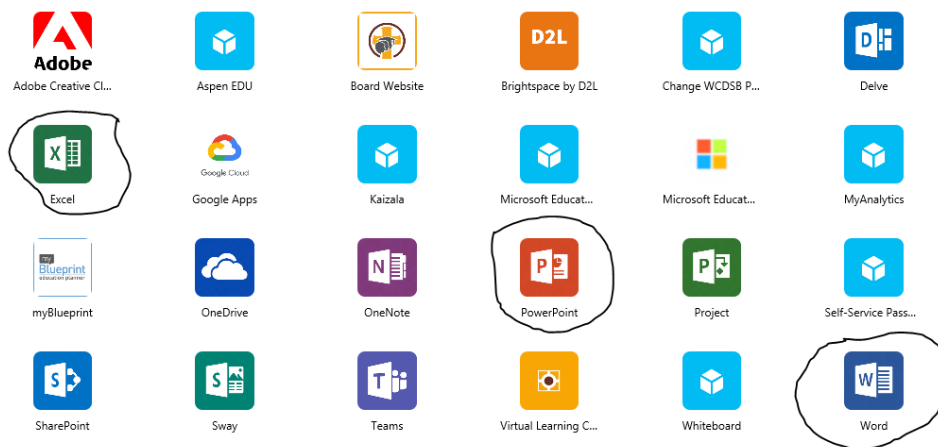 Adobe
Adobe Creative Cl...
Aspen EDU
Board Website
D2L
Brightspace by D2L
Change WCDSB P...
D
Delve
X
Excel
Google Cloud
Google Apps
Kaizala
Microsoft Educat...
Microsoft Educat...
MyAnalytics
my
Blueprint
education planner
myBlueprint
OneDrive
N
OneNote
P
PowerPoint
P
Project
Self-Service Pass...
S
SharePoint
S
Sway
T
Teams
Virtual Learning C...
Whiteboard
W
Word